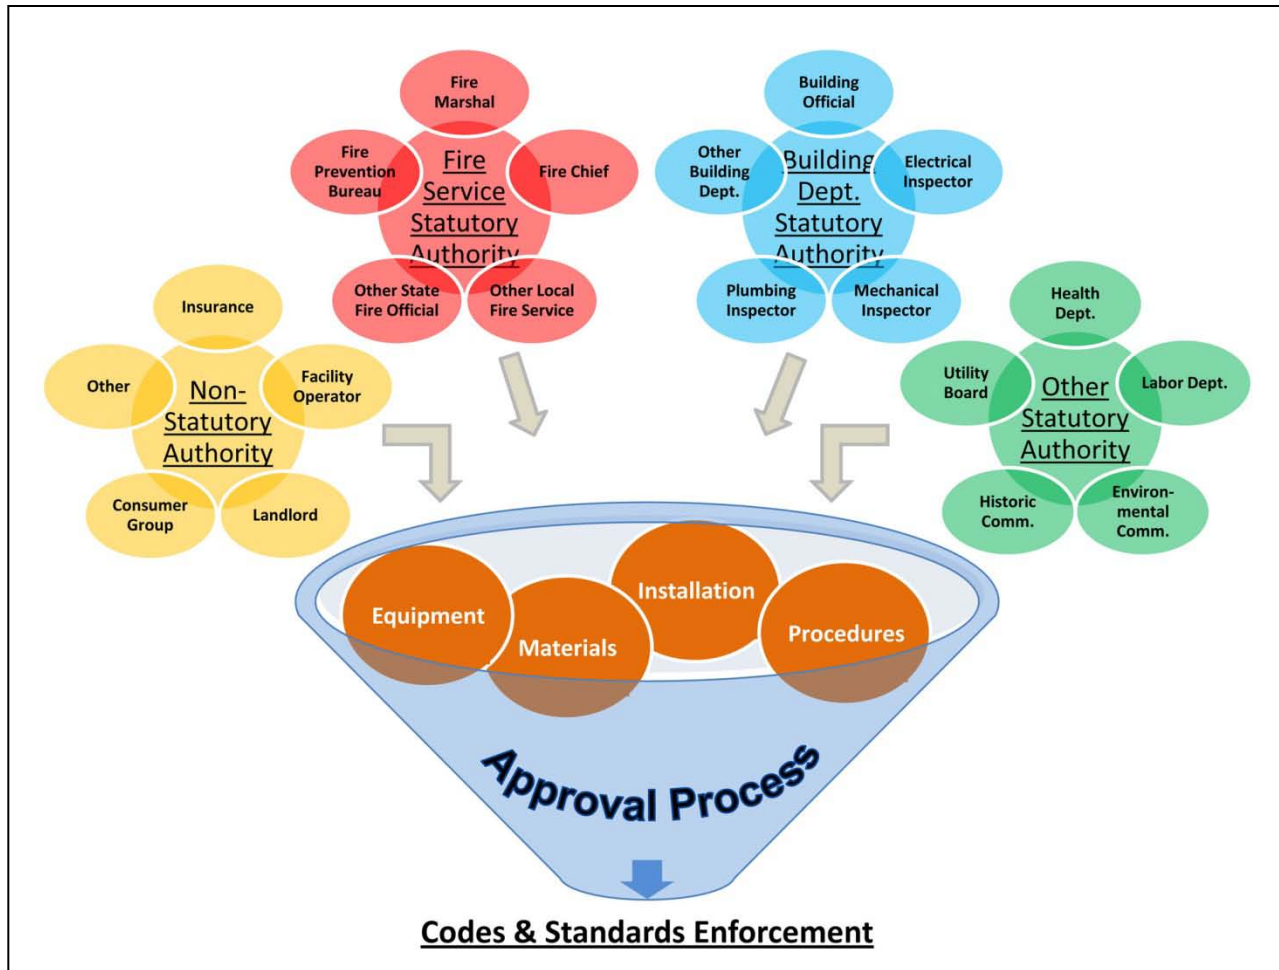 Fire
Marshal
Fire
Prevention
Bureau
Fire
Service
Statutory
Authority
Fire Chief
Other State
Fire Official
Other Local
Fire Service
Building
Official
Other
Building
Dept.
Building
Dept.
Statutory
Authority
Electrical
Inspector
Plumbing
Inspector
Mechanical
Inspector
Insurance
Other
Non-
Statutory
Authority
Facility
Operator
Consumer
Group
Landlord
Health
Dept.
Utility
Board
Other
Statutory
Authority
Labor Dept.
Historic
Comm.
Environ-
mental
Comm.
Equipment
Materials
Installation
Procedures
Approval Process
Codes & Standards Enforcement